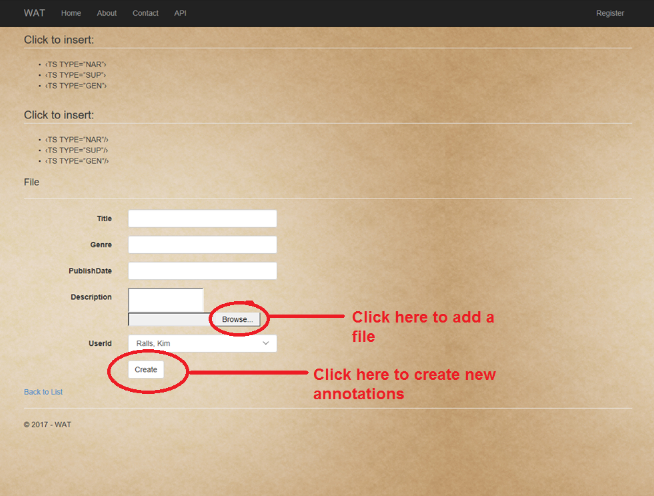 WAT Home About Contact API Register
Click to insert:
‹TS TYPE="NAR"›
‹TS TYPE="SUP"›
‹TS TYPE="GEN"›
Click to insert:
‹TS TYPE="NAR"/›
‹TS TYPE="SUP"/›
‹TS TYPE="GEN"/›
File
Title
Genre
PublishDate
Description
Browse...
Click here to add a
file
UserId Ralls, Kim
Create
Click here to create new
annotations
Back to List
© 2017 - WAT